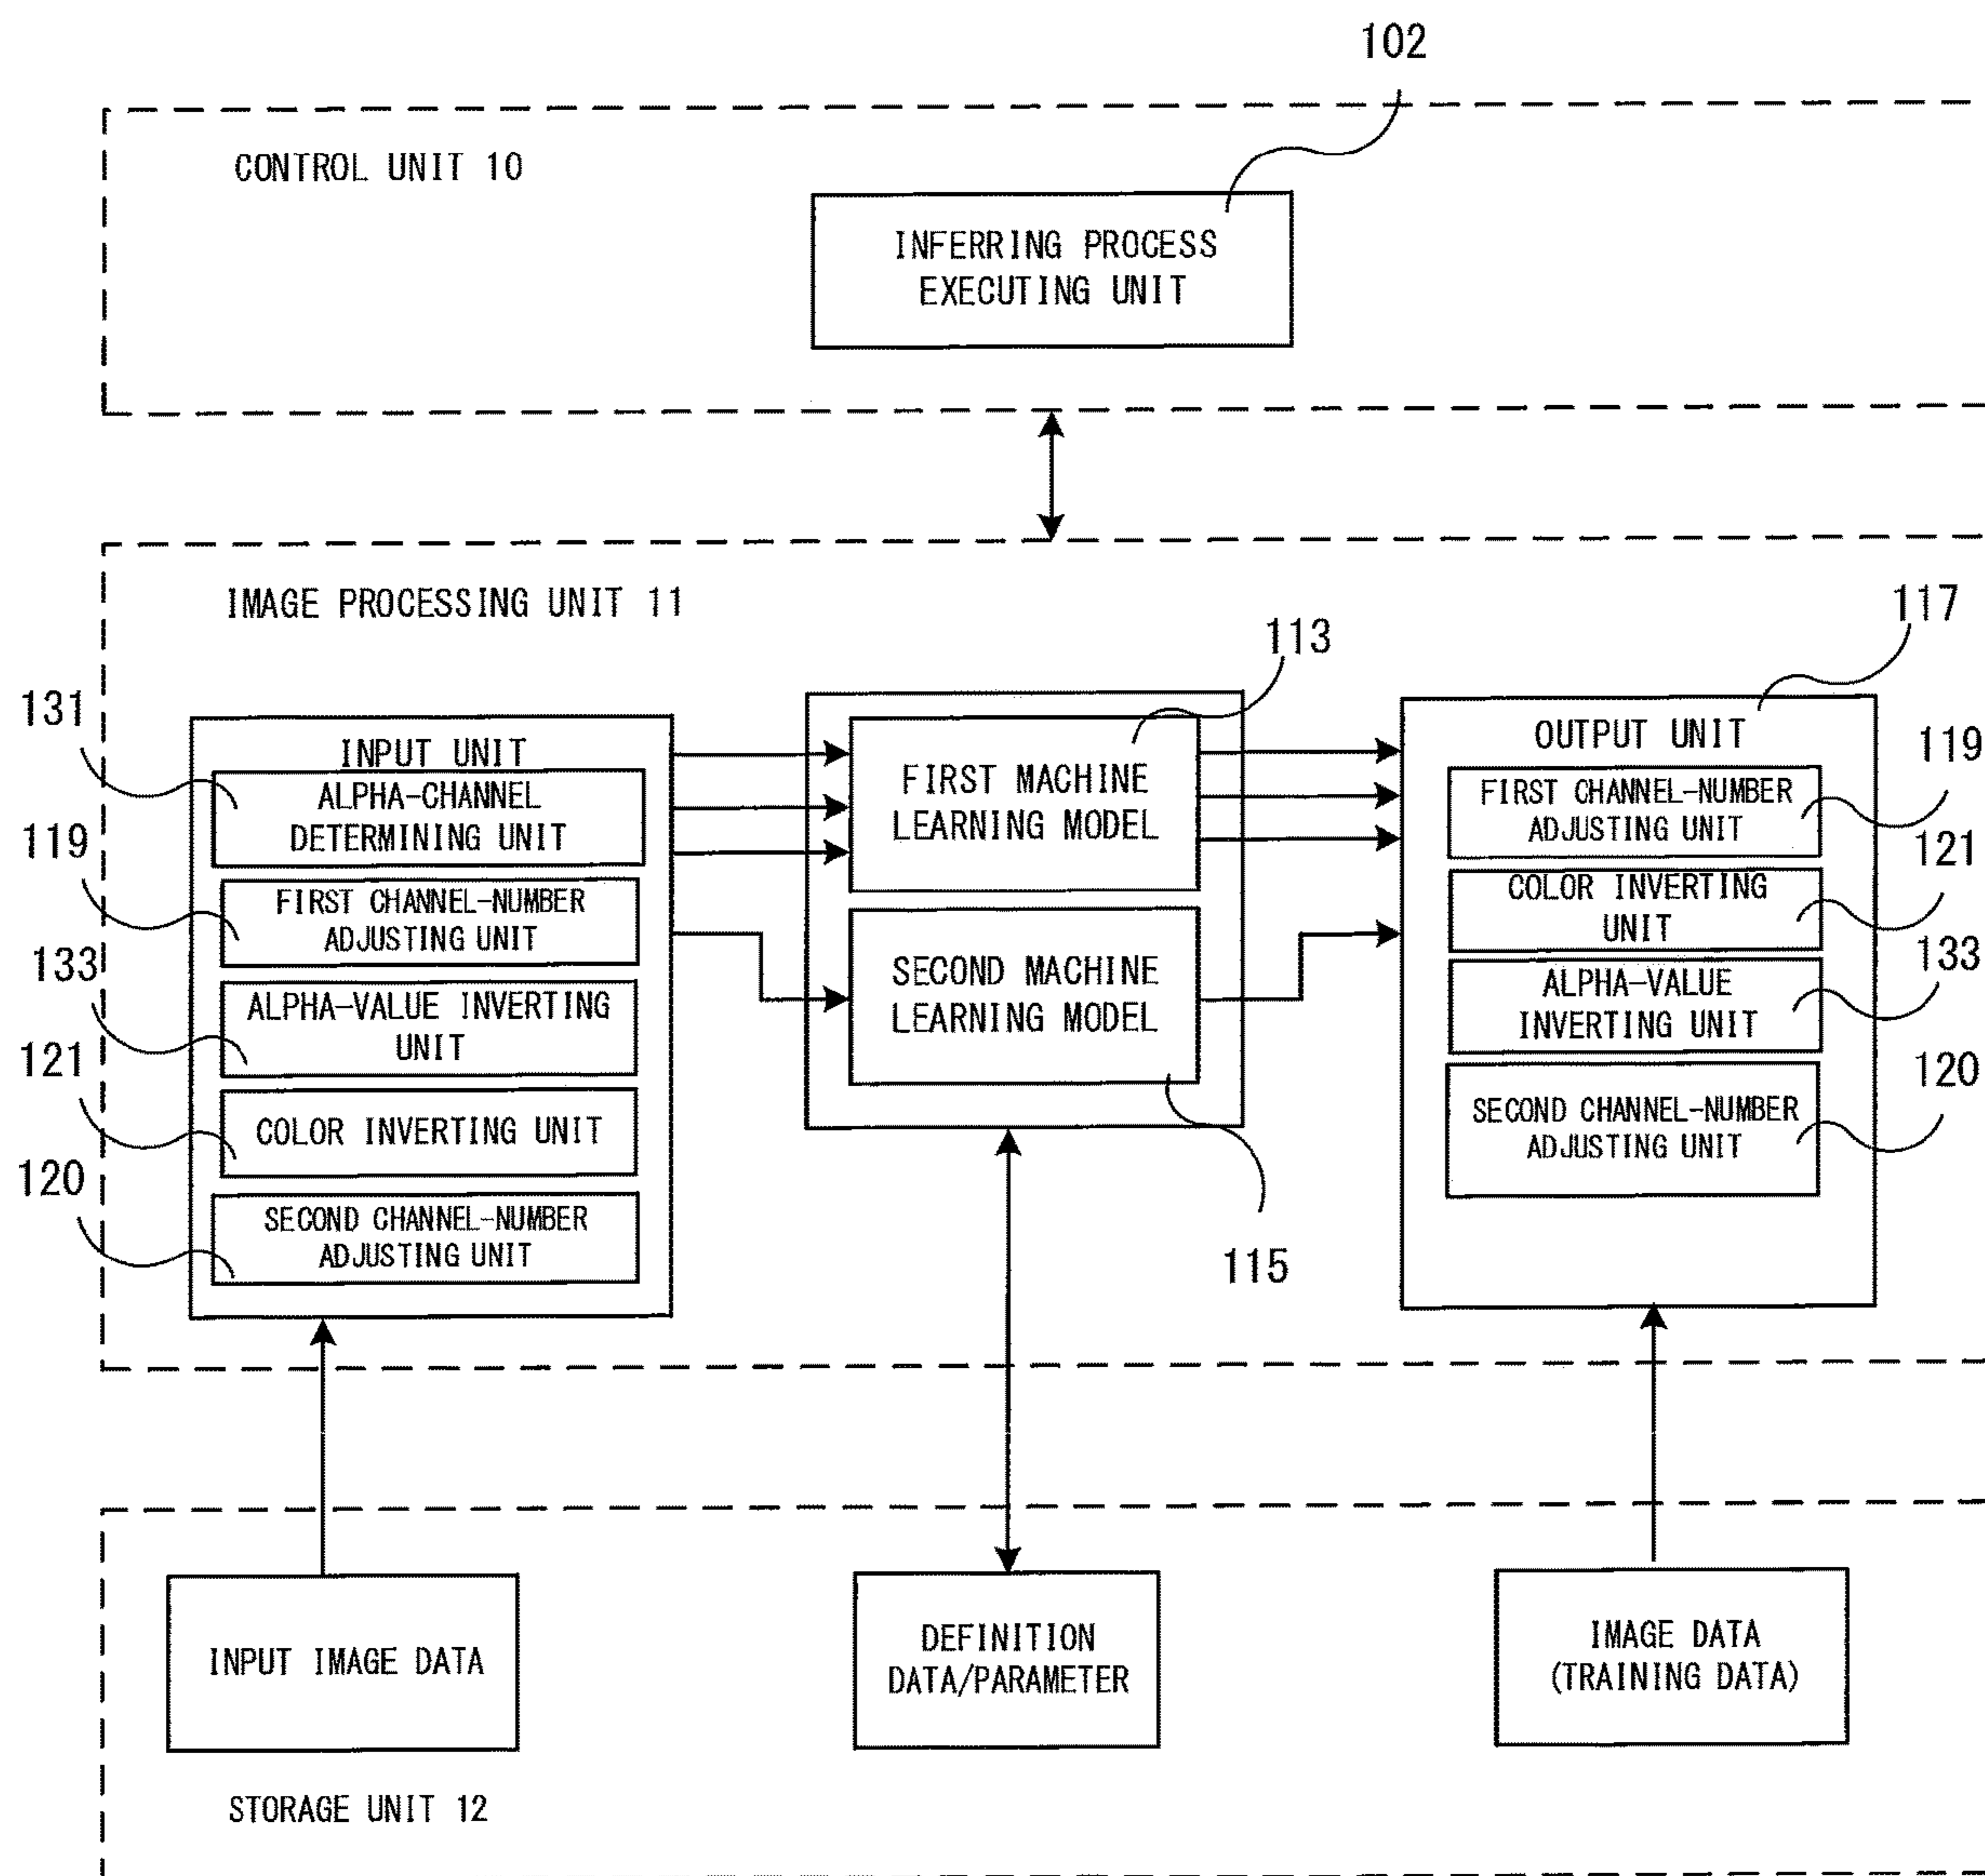 102
CONTROL UNIT 10
INFERRING PROCESS
EXECUTING UNIT
IMAGE PROCESSING UNIT 11
117
113
131
INPUT UNIT
ALPHA-CHANNEL
DETERMINING UNIT
119
FIRST CHANNEL-NUMBER
ADJUSTING UNIT
133
ALPHA-VALUE INVERTING
UNIT
121
COLOR INVERTING UNIT
120
SECOND CHANNEL-NUMBER
ADJUSTING UNIT
FIRST MACHINE
LEARNING MODEL
SECOND MACHINE
LEARNING MODEL
115
OUTPUT UNIT
119
FIRST CHANNEL-NUMBER
ADJUSTING UNIT
121
COLOR INVERTING
UNIT
133
ALPHA-VALUE
INVERTING UNIT
120
SECOND CHANNEL-NUMBER
ADJUSTING UNIT
INPUT IMAGE DATA
DEFINITION
DATA/PARAMETER
IMAGE DATA
(TRAINING DATA)
STORAGE UNIT 12